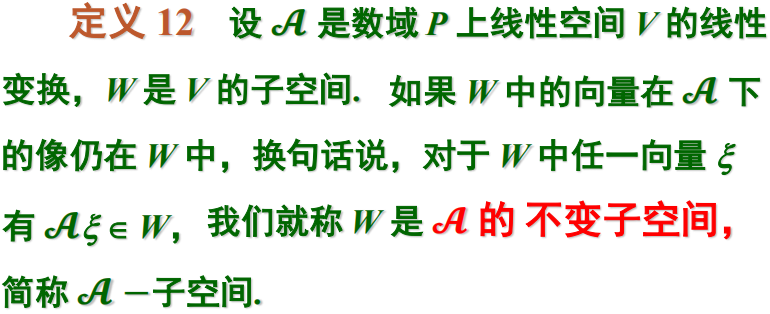 定义 12 设 𝒜 是数域 P 上线性空间 V 的线性
变换，W 是 V 的子空间. 如果 W 中的向量在 𝒜 下
的像仍在 W 中，换句话说，对于 W 中任一向量 ξ
有 𝒜ξ ∈ W，我们就称 W 是 𝒜 的 不变子空间，
简称 𝒜 －子空间.